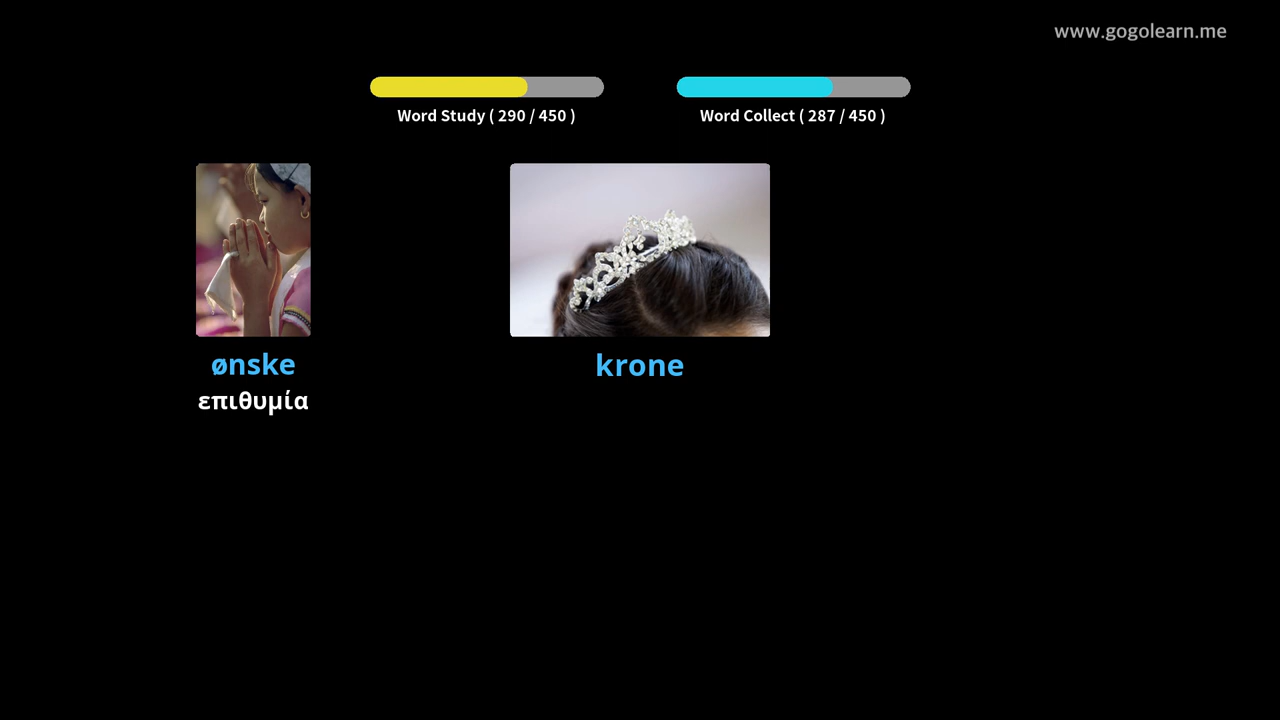 www.gogolearn.me
Word Study ( 290 / 450 )
Word Collect ( 287 / 450 )
ønske
επιθυμία
krone